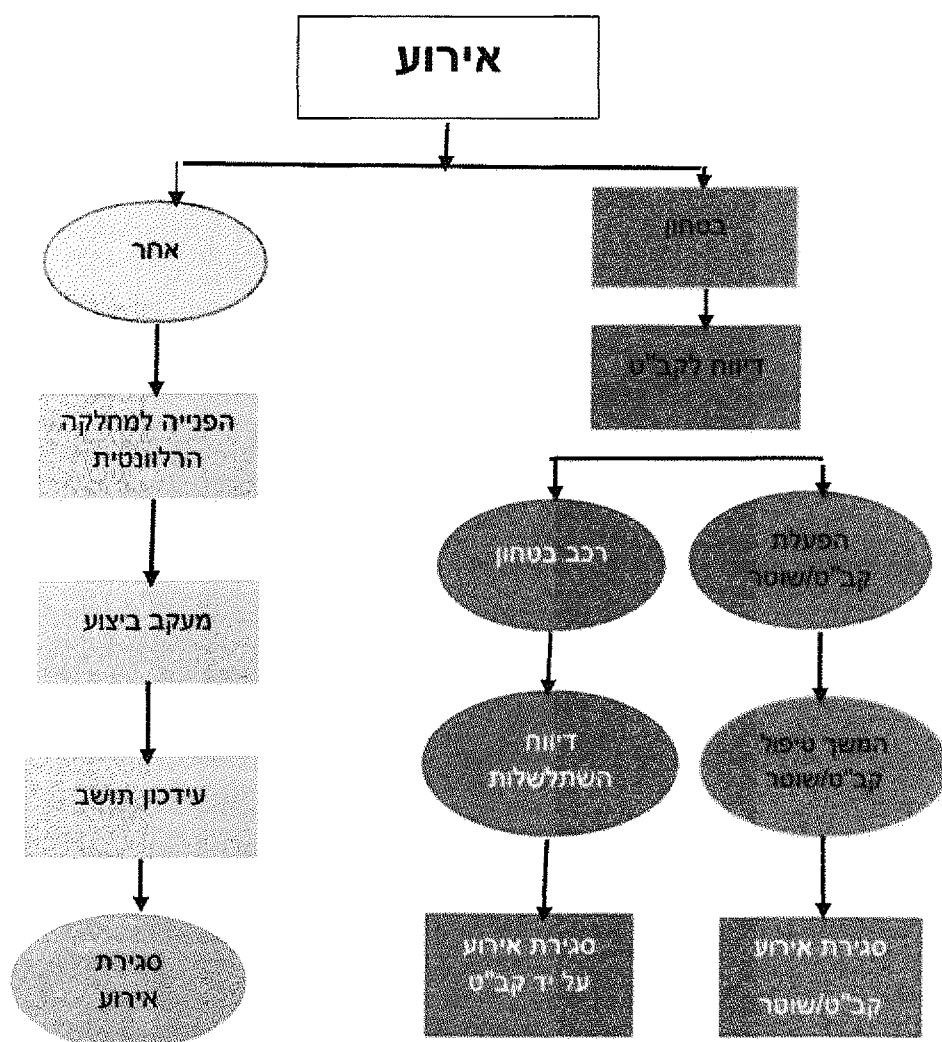 אירוע
בטחון
אחר
דיווח לקב"ט
הפנייה למחלקה
הרלוונטית
הפעלת
קב"ט/שוטר
רכב בטחון
מעקב ביצוע
המשך טיפול
קב"ט/שוטר
דיווח
השתלשלות
עידכון תושב
סגירת אירוע
קב"ט/שוטר
סגירת אירוע
על יד קב"ט
סגירת
אירוע